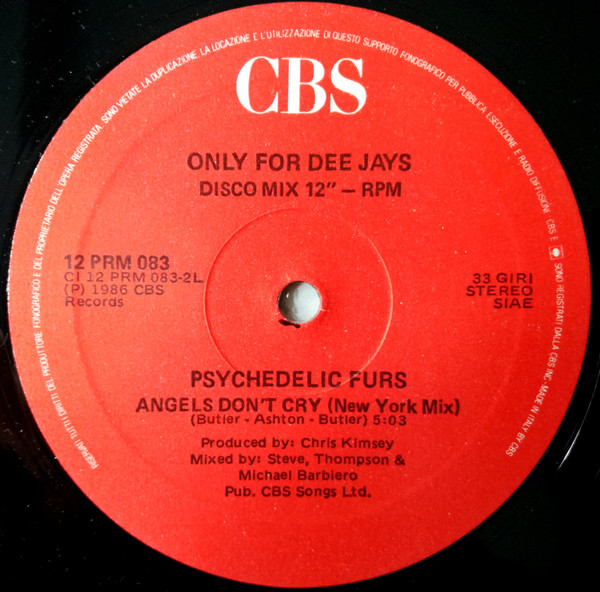 RISERVATI TUTTI I DIRITTI DEL PRODUTTORE FONOGRAFICO E DEL PROPRIETARIO DELL'OPERA REGISTRATA. SONO VIETATE LA DUPLICAZIONE, LA LOCAZIONE E L'UTILIZZAZIONE DI QUESTO SUPPORTO FONOGRAFICO PER PUBBLICA ESECUZIONE E RADIO DIFFUSIONE. CBS E SONO REGISTRATI DALLA CBS INC. MADE IN ITALY BY CBS
CBS
ONLY FOR DEE JAYS
DISCO MIX 12” – RPM
12 PRM 083
CI 12 PRM 083-2L
(P) 1986 CBS
Records
33 GIRI
STEREO
SIAE
PSYCHEDELIC FURS
ANGELS DON'T CRY (New York Mix)
(Butler - Ashton - Butler) 5:03
Produced by: Chris Kimsey
Mixed by: Steve, Thompson &
Michael Barbiero
Pub. CBS Songs Ltd.